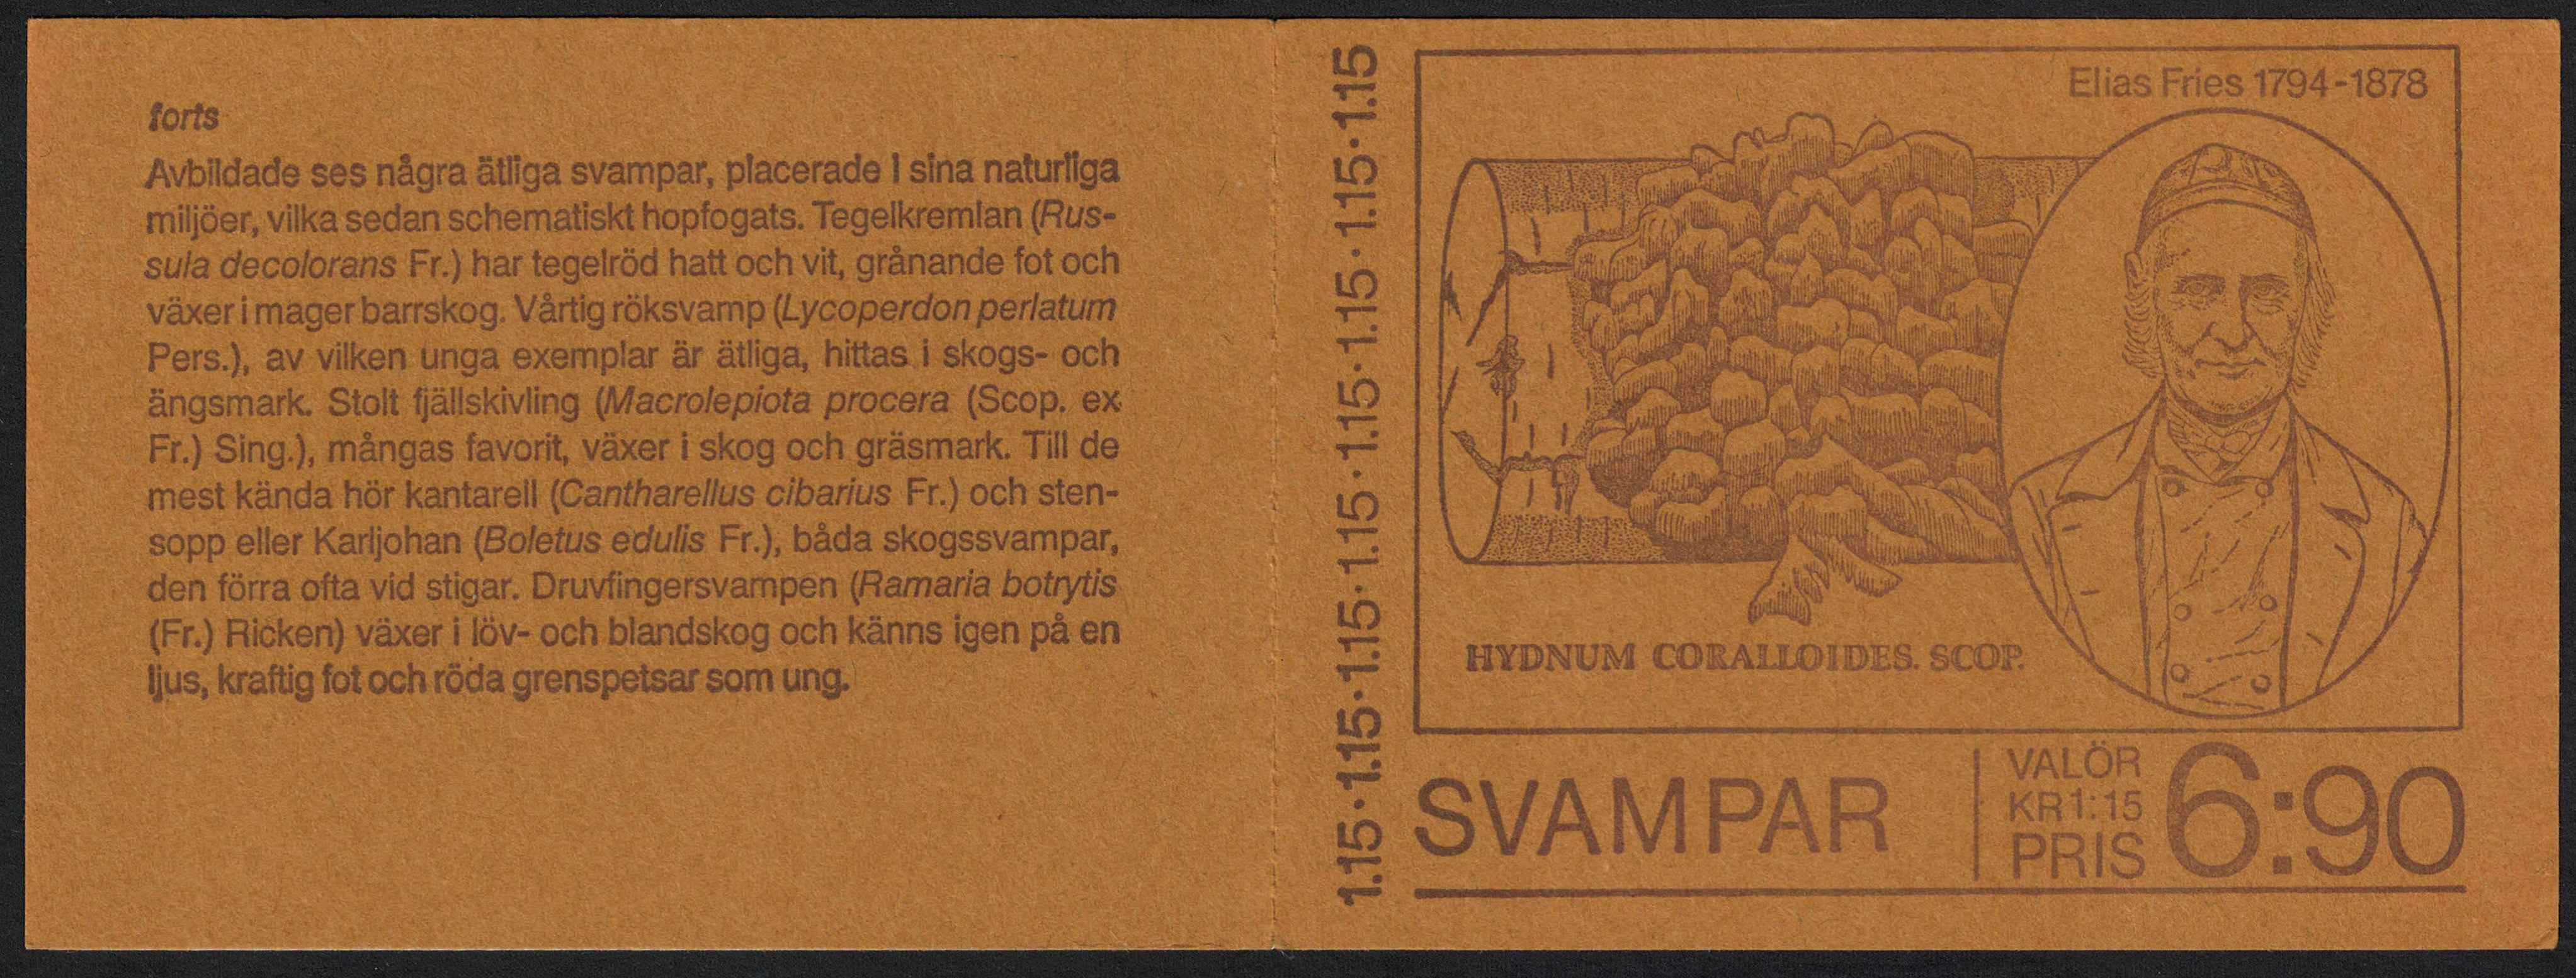 forts
Avbildade ses några ätliga svampar, placerade i sina naturliga
miljöer, vilka sedan schematiskt hopfogats. Tegelkremlan (Rus-
sula decolorans Fr.) har tegelröd hatt och vit, grånande fot och
växer i mager barrskog. Vårtig röksvamp (Lycoperdon perlatum
Pers.), av vilken unga exemplar är ätliga, hittas i skogs- och
ängsmark. Stolt fjällskivling (Macrolepiota procera (Scop. ex
Fr.) Sing.), mångas favorit, växer i skog och gräsmark. Till de
mest kända hör kantarell (Cantharellus cibarius Fr.) och sten-
sopp eller Karljohan (Boletus edulis Fr.), båda skogssvampar,
den förra ofta vid stigar. Druvfingersvampen (Ramaria botrytis
(Fr.) Ricken) växer i löv- och blandskog och känns igen på en
ljus, kraftig fot och röda grenspetsar som ung.
1.15·1.15·1.15·1.15·1.15·1.15·1.15·1.15
Elias Fries 1794-1878
HYDNUM CORALLOIDES. SCOP.
SVAMPAR
VALÖR
KR 1:15
PRIS
6:90